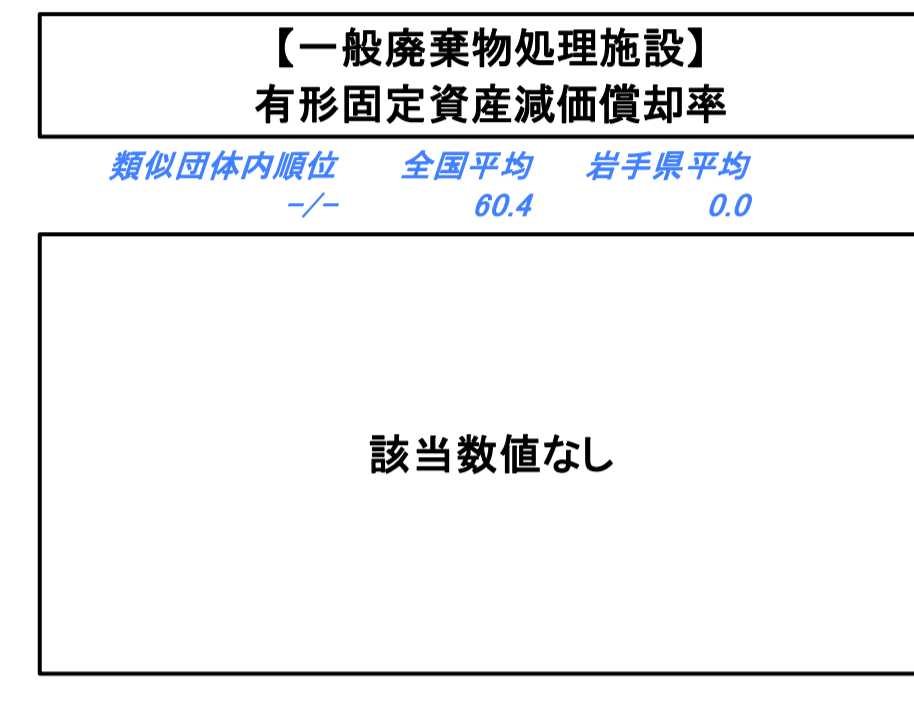 【一般廃棄物処理施設】
有形固定資産減価償却率
類似団体内順位 全国平均 岩手県平均
-/- 60.4 0.0
該当数値なし